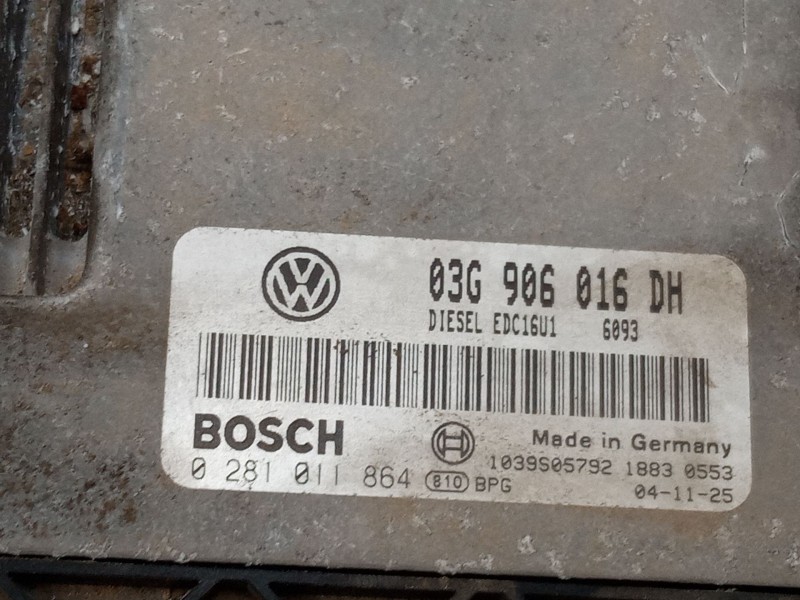 03G 906 016 DH
DIESEL EDC16U1 6093
BOSCH
Made in Germany
0 281 011 864 810 BPG
1039S05792 1883 0553
04-11-25